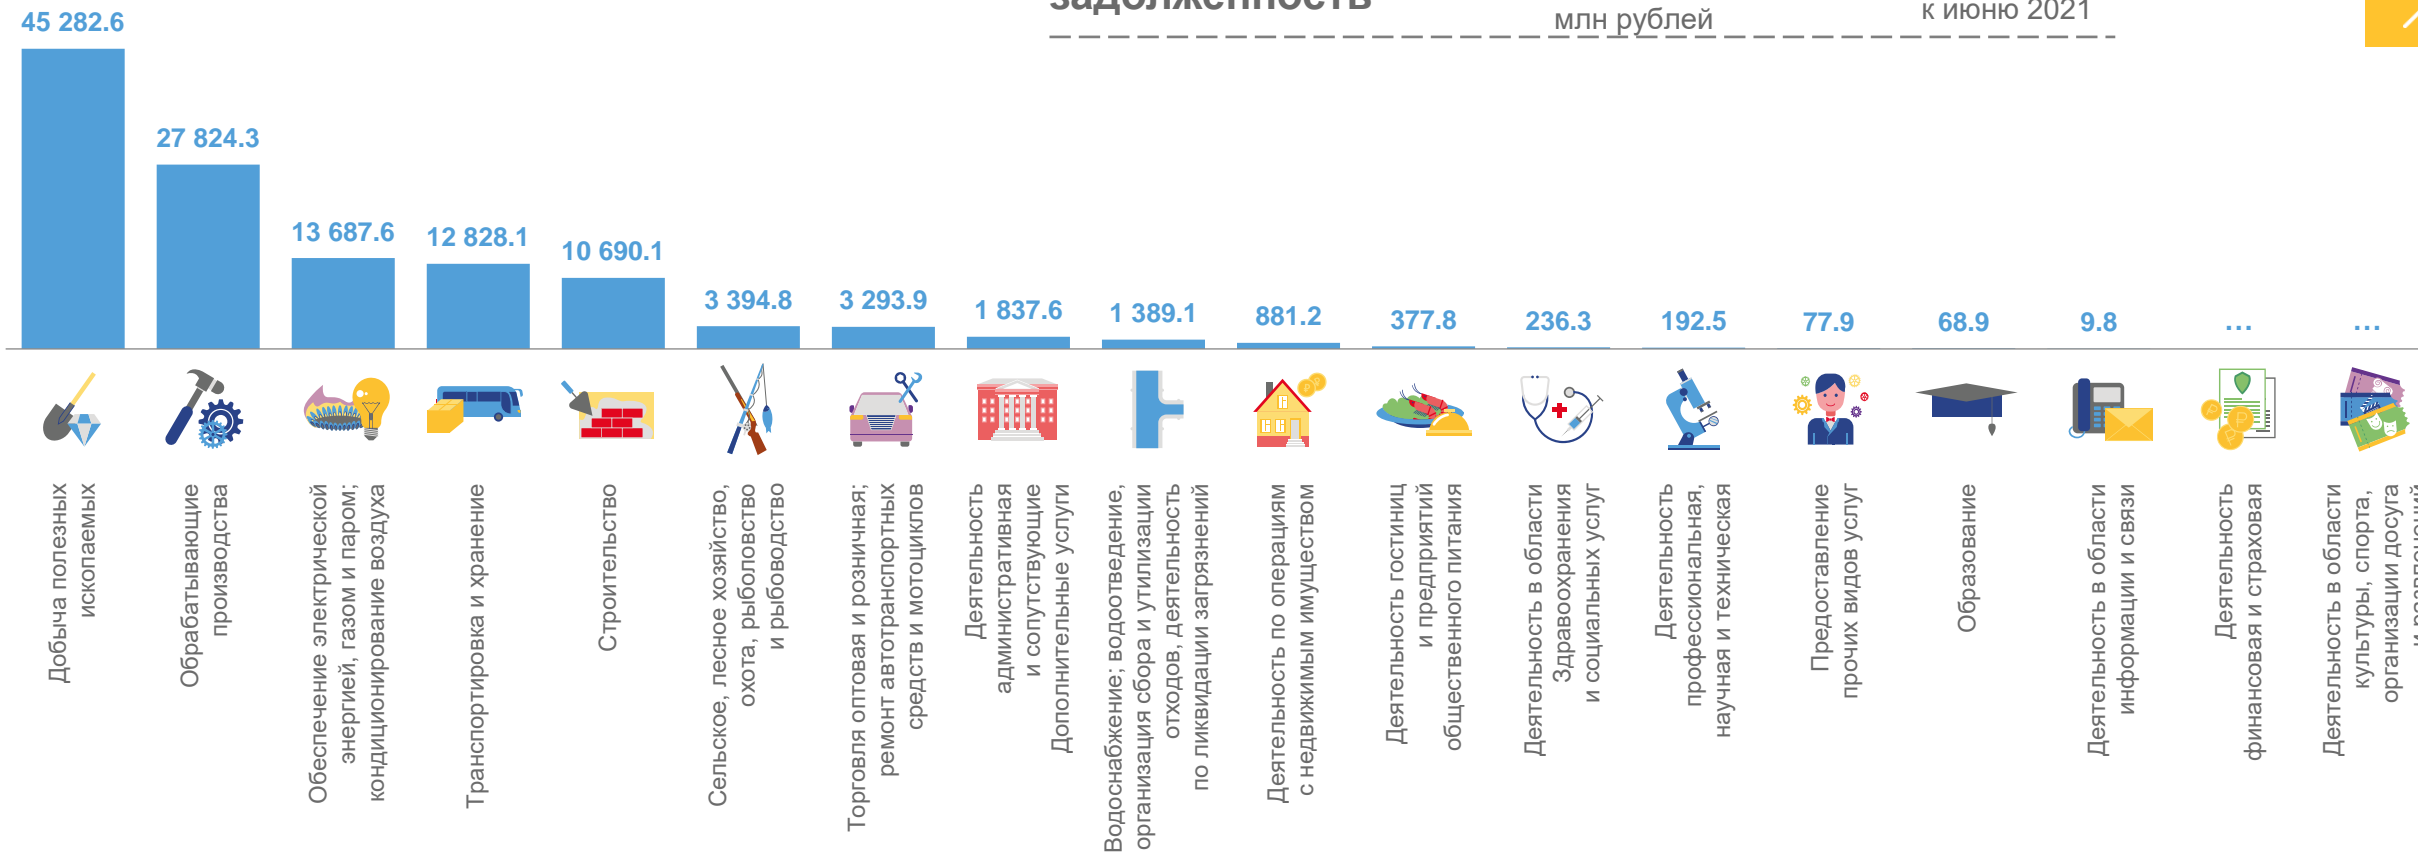 задолженность
млн рублей
к июню 2021
45 282.6
27 824.3
13 687.6
12 828.1
10 690.1
3 394.8
3 293.9
1 837.6
1 389.1
881.2
377.8
236.3
192.5
77.9
68.9
9.8
...
...
Добыча полезных
ископаемых
Обрабатывающие
производства
Обеспечение электрической
энергией, газом и паром;
кондиционирование воздуха
Транспортировка и хранение
Строительство
Сельское, лесное хозяйство,
охота, рыболовство
и рыбоводство
Торговля оптовая и розничная;
ремонт автотранспортных
средств и мотоциклов
Деятельность
административная
и сопутствующие
Дополнительные услуги
Водоснабжение; водоотведение,
организация сбора и утилизации
отходов, деятельность
по ликвидации загрязнений
Деятельность по операциям
с недвижимым имуществом
Деятельность гостиниц
и предприятий
общественного питания
Деятельность в области
Здравоохранения
и социальных услуг
Деятельность
профессиональная,
научная и техническая
Предоставление
прочих видов услуг
Образование
Деятельность в области
информации и связи
Деятельность
финансовая и страховая
Деятельность в области
культуры, спорта,
организации досуга
и развлечений